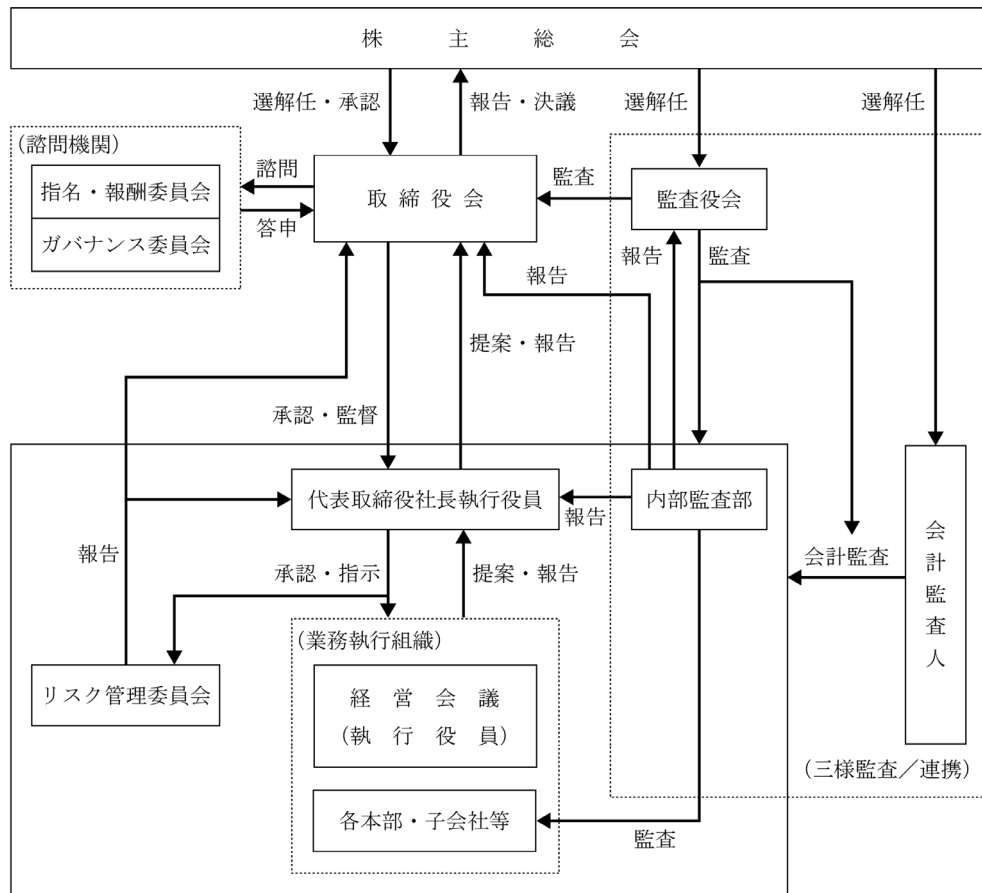 株主総会
選解任・承認
報告・決議
選解任
選解任
(諮問機関)
指名・報酬委員会
ガバナンス委員会
諮問
答申
取締役会
監査
監査役会
報告
報告
監査
提案・報告
承認・監督
代表取締役社長執行役員
報告
内部監査部
会計監査
会計監査人
報告
承認・指示
提案・報告
リスク管理委員会
(業務執行組織)
経営会議
(執行役員)
各本部・子会社等
監査
(三様監査／連携)